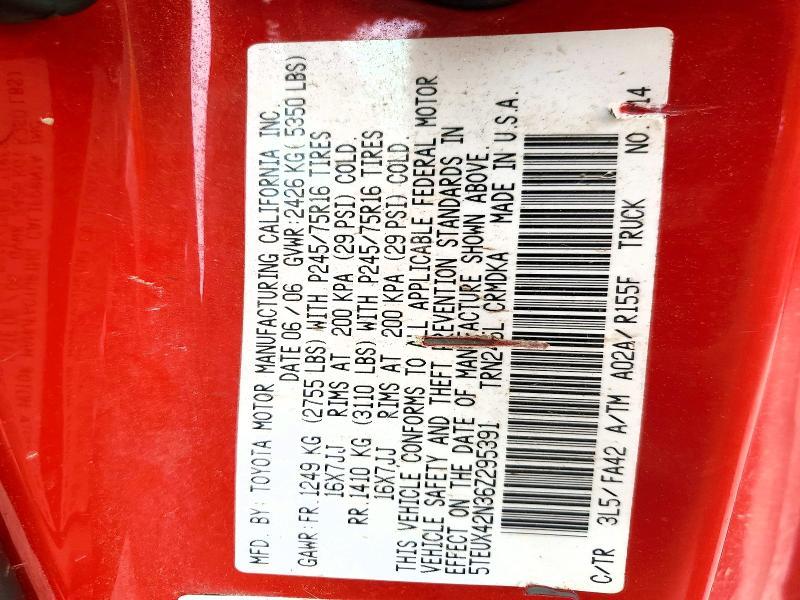 MFD. BY: TOYOTA MOTOR MANUFACTURING CALIFORNIA INC.
DATE 06/06 GVWR:2426 KG( 5350 LBS)
GAWR:FR.1249 KG (2755 LBS) WITH P245/75R16 TIRES
16X7JJ RIMS AT 200 KPA (29 PSI) COLD.
RR.1410 KG (3110 LBS) WITH P245/75R16 TIRES
16X7JJ RIMS AT 200 KPA (29 PSI) COLD
THIS VEHICLE CONFORMS TO APPLICABLE FEDERAL MOTOR
VEHICLE SAFETY AND THEFT STANDARDS IN
EFFECT ON THE DATE OF MANUFACTURE SHOWN ABOVE.
5TEUX42N36Z295391 CRMDKA MADE IN U.S.A.
C/TR 3L5/FA42 A/TM A02A/R155F TRUCK NO.